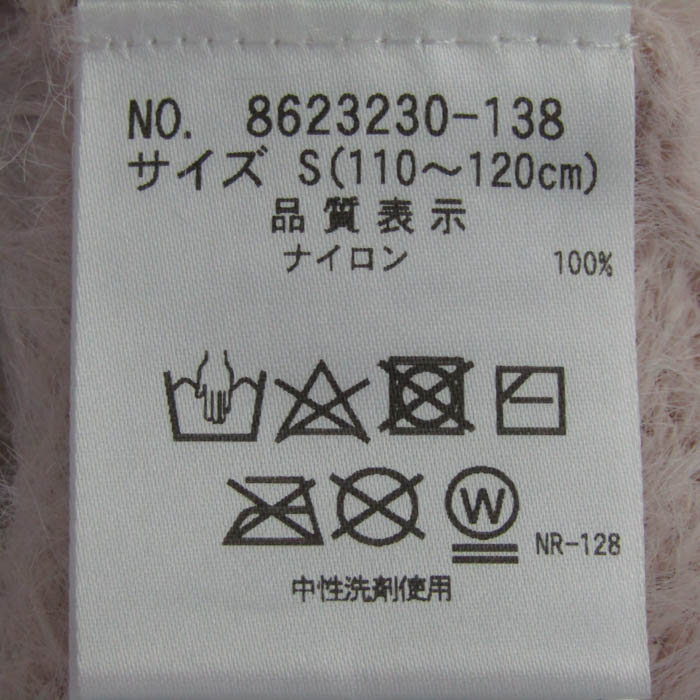 NO. 8623230-138
サイズ S(110～120cm)
品質表示
ナイロン 100%
W
NR-128
中性洗剤使用